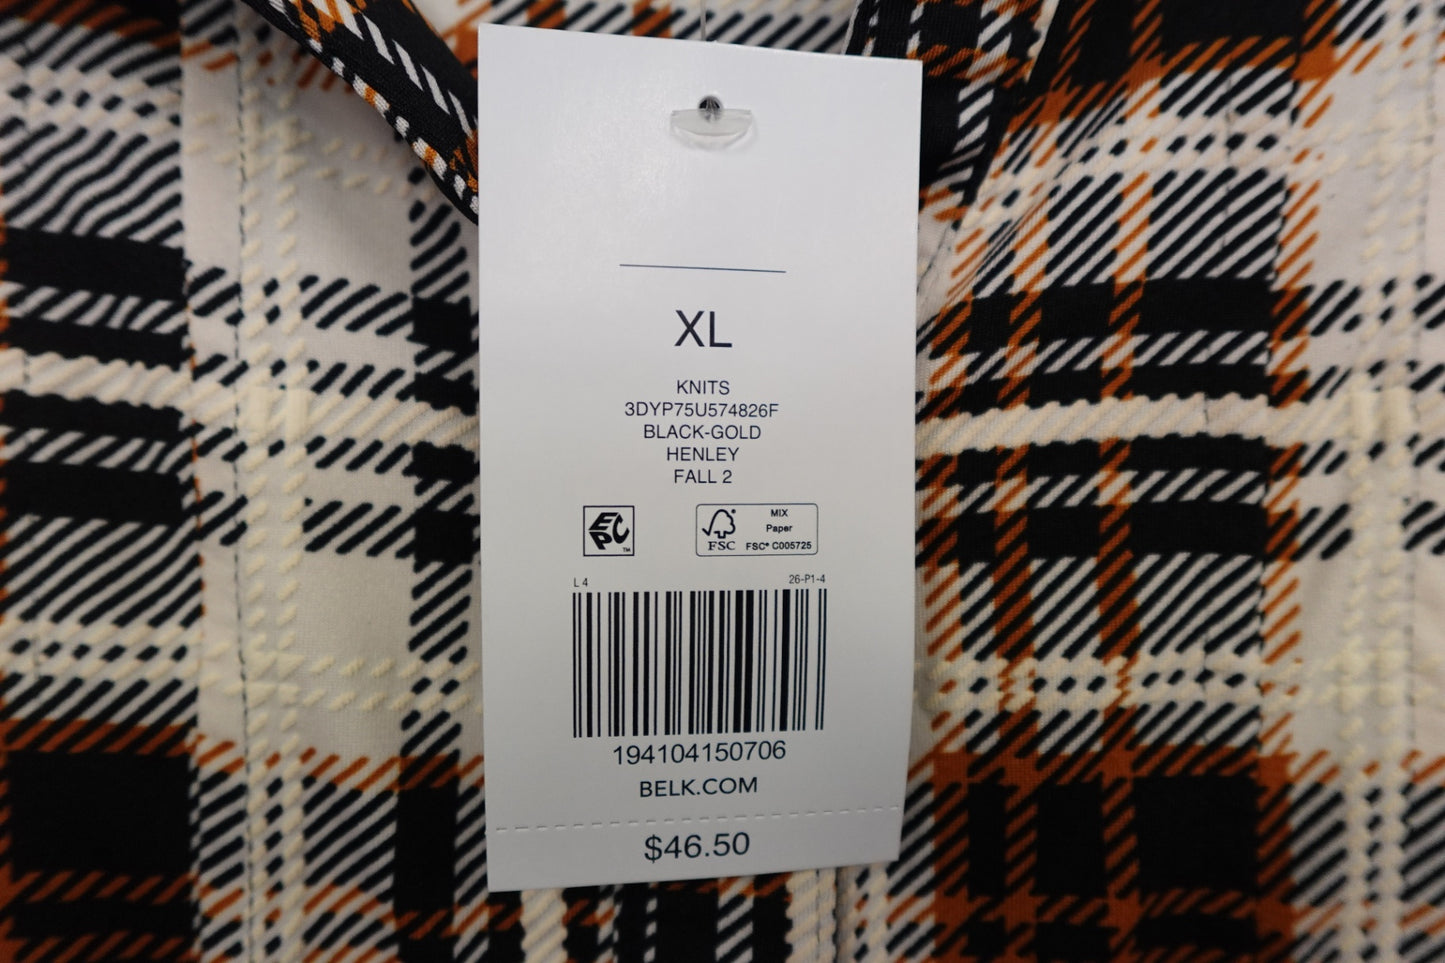 XL
KNITS
3DYP75U574826F
BLACK-GOLD
HENLEY
FALL 2
EPC™
FSC
MIX
Paper
FSC® C005725
L 4
26-P1-4
194104150706
BELK.COM
$46.50